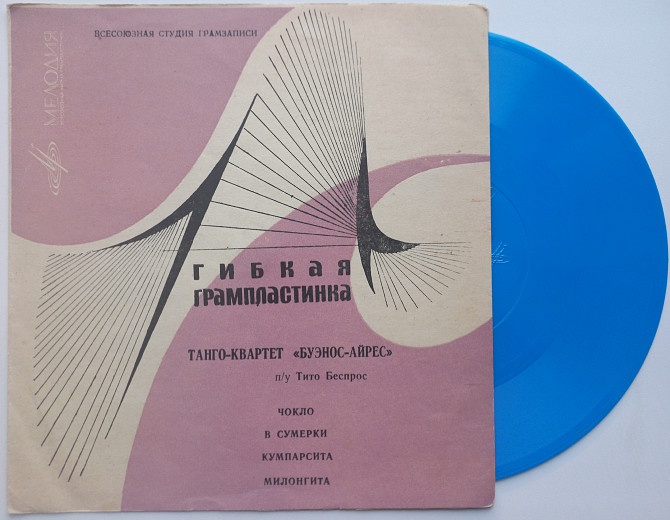 ВСЕСОЮЗНАЯ СТУДИЯ ГРАМЗАПИСИ
МЕЛОДИЯ
ГИБКАЯ
ГРАМПЛАСТИНКА
ТАНГО-КВАРТЕТ «БУЭНОС-АЙРЕС»
п/у Тито Беспрос
ЧОКЛО
В СУМЕРКИ
КУМПАРСИТА
МИЛОНГИТА